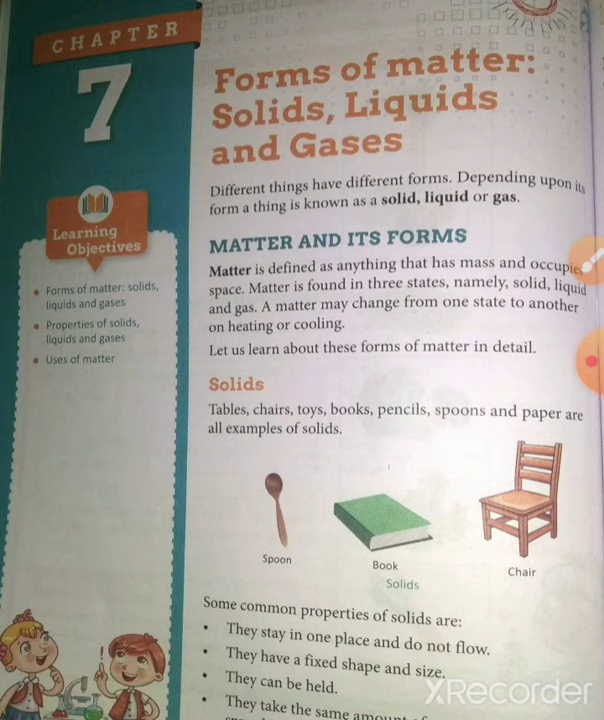 CHAPTER
7
Forms of matter:
Solids, Liquids
and Gases
Different things have different forms. Depending upon its
form a thing is known as a solid, liquid or gas.
Learning
Objectives
Forms of matter: solids,
liquids and gases
Properties of solids,
liquids and gases
Uses of matter
MATTER AND ITS FORMS
Matter is defined as anything that has mass and occupies
space. Matter is found in three states, namely, solid, liquid
and gas. A matter may change from one state to another
on heating or cooling.
Let us learn about these forms of matter in detail.
Solids
Tables, chairs, toys, books, pencils, spoons and paper are
all examples of solids.
Spoon
Book
Chair
Solids
Some common properties of solids are:
• They stay in one place and do not flow.
• They have a fixed shape and size.
• They can be held.
• They take the same amount
XRecorder